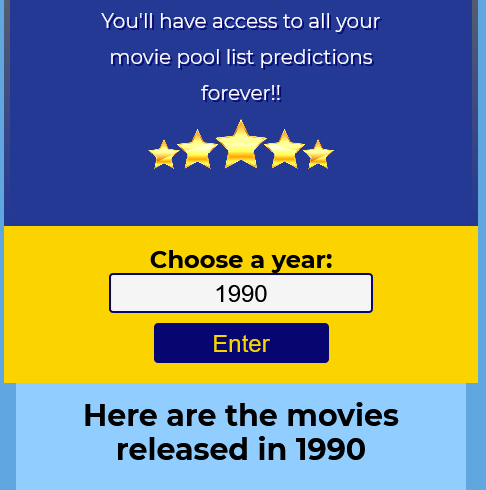 You'll have access to all your
movie pool list predictions
forever!!
Choose a year:
1990
Enter
Here are the movies
released in 1990